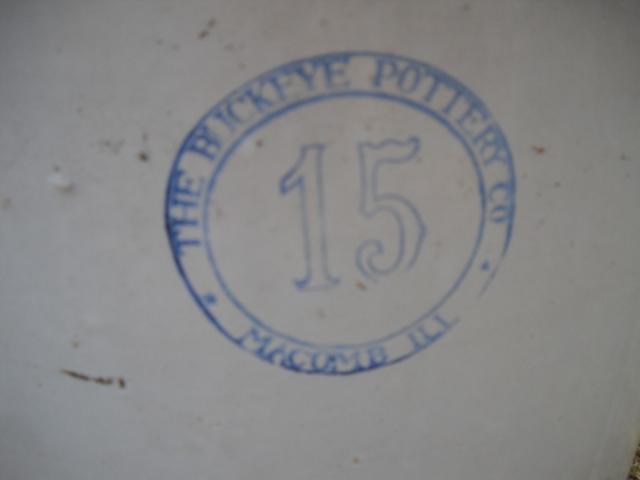 THE BUCKEYE POTTERY CO
15
MACOMB ILL